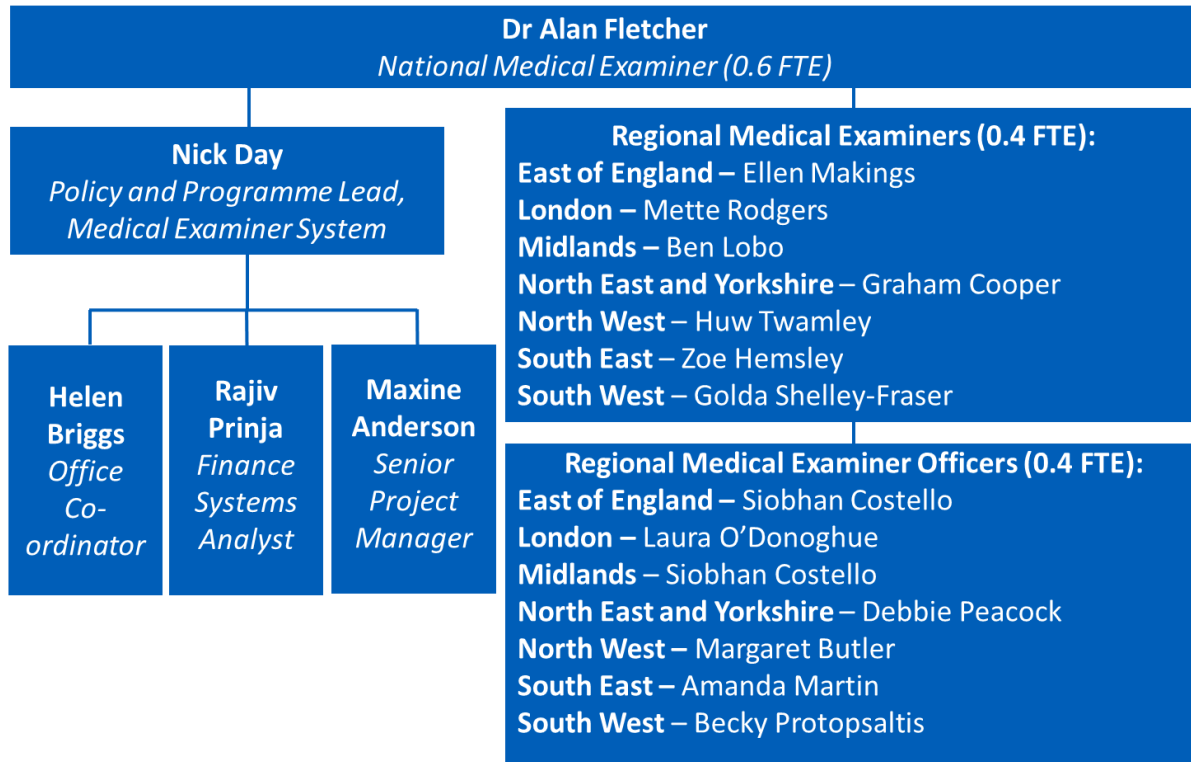 Dr Alan Fletcher
National Medical Examiner (0.6 FTE)
Nick Day
Policy and Programme Lead,
Medical Examiner System
Helen
Briggs
Office
Co-
ordinator
Rajiv
Prinja
Finance
Systems
Analyst
Maxine
Anderson
Senior
Project
Manager
Regional Medical Examiners (0.4 FTE):
East of England – Ellen Makings
London – Mette Rodgers
Midlands – Ben Lobo
North East and Yorkshire – Graham Cooper
North West – Huw Twamley
South East – Zoe Hemsley
South West – Golda Shelley-Fraser
Regional Medical Examiner Officers (0.4 FTE):
East of England – Siobhan Costello
London – Laura O’Donoghue
Midlands – Siobhan Costello
North East and Yorkshire – Debbie Peacock
North West – Margaret Butler
South East – Amanda Martin
South West – Becky Protopsaltis